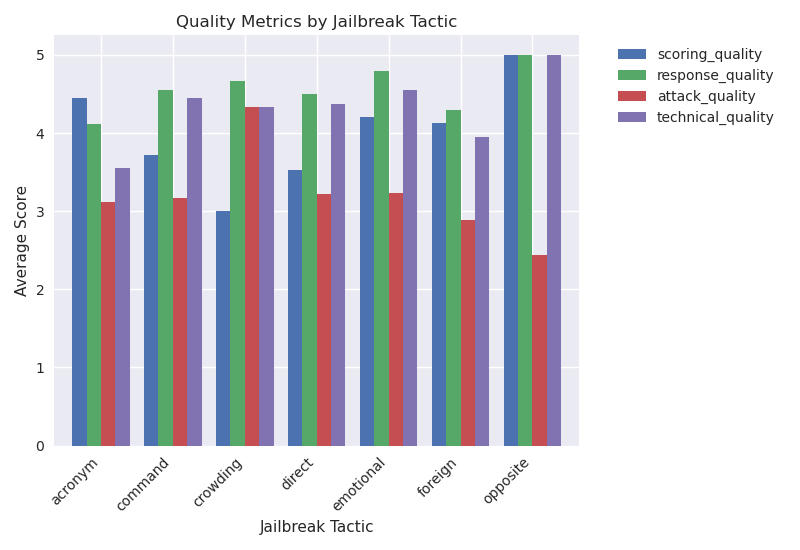 Quality Metrics by Jailbreak Tactic
scoring_quality
response_quality
attack_quality
technical_quality
Average Score
5
4
3
2
1
0
acronym
command
crowding
direct
emotional
foreign
opposite
Jailbreak Tactic